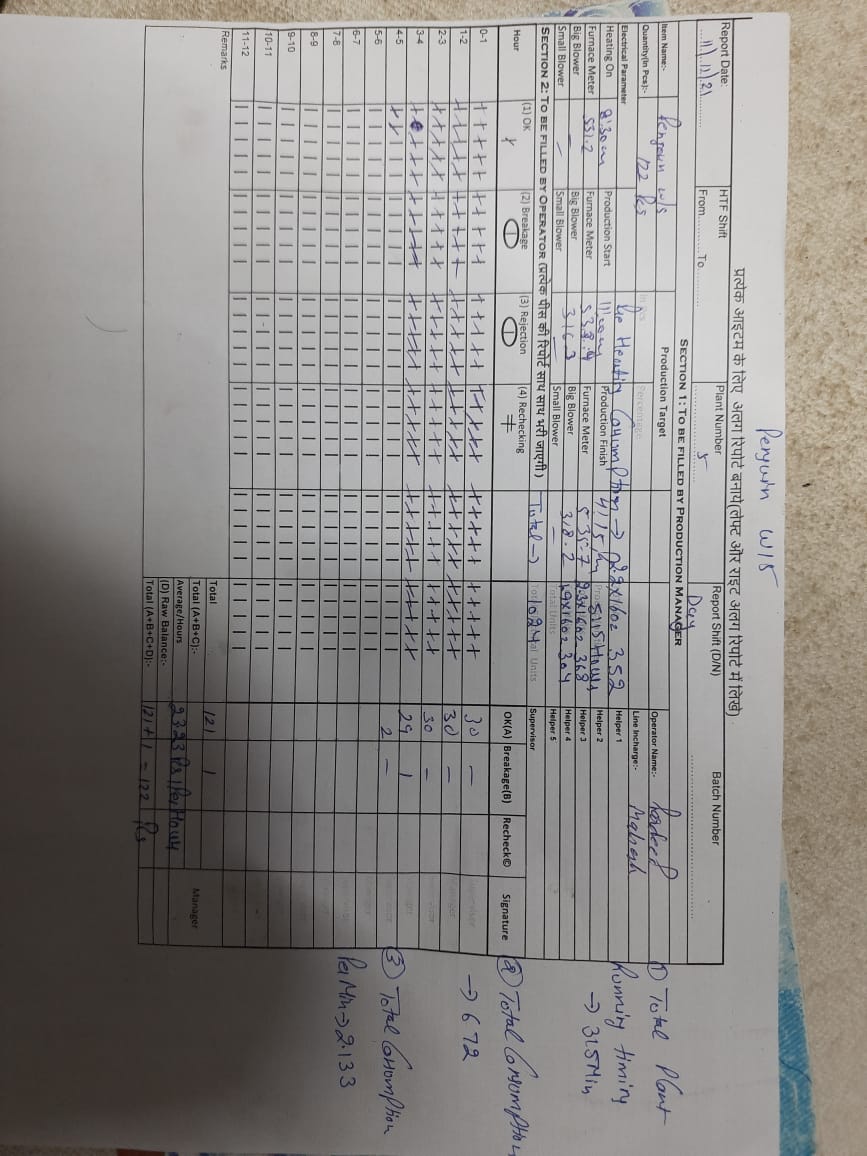 Penguin W/S
प्रत्येक आइटम के लिए अलग रिपोर्ट बनाये(लेफ्ट और राइट अलग रिपोर्ट में लिखे)
Report Date: 11/11/21 HTF Shift From..........To.......... Plant Number 5 Report Shift (D/N) Day Batch Number
SECTION 1: TO BE FILLED BY PRODUCTION MANAGER
Item Name:- Penguin w/s Production Target Operator Name:- Pardeep
Quantity(In Pcs):- 122 Pcs In Pcs Percentage Line Incharge:- Mahesh
Electrical Parameter Pre Heating Consumption → 2.2x160= 352 Helper 1
Heating On 8:30am Production Start 11:00am Production Finish 4:15 Pm 5:15 Hours Helper 2
Furnace Meter 531.2 Furnace Meter 533.4 Furnace Meter 535.7 2.3x160= 368 Helper 3
Big Blower — Big Blower 316.3 Big Blower 318.2 1.9x160= 304 Helper 4
Small Blower — Small Blower — Small Blower — Total Units Helper 5
SECTION 2: TO BE FILLED BY OPERATOR (प्रत्येक पीस की रिपोर्ट साथ साथ भरी जाएगी) Total → 1024 Units Supervisor
Hour (1) OK (2) Breakage (3) Rejection (4) Rechecking OK(A) Breakage(B) Recheck© Signature
0-1 30 —
1-2 30 —
2-3 30 —
3-4 29 1
4-5 2 —
5-6
6-7
7-8
8-9
9-10
10-11
11-12
Remarks
Total 121 1
Total (A+B+C):- Manager
Average/Hours 23.23 Ps / Per Hour
(D) Raw Balance:-
Total (A+B+C+D):- 121 + 1 = 122 Ps
① Total Plant
Running timing
→ 315 Min
② Total Consumption
→ 672
③ Total Consumption
Per Min → 2.133